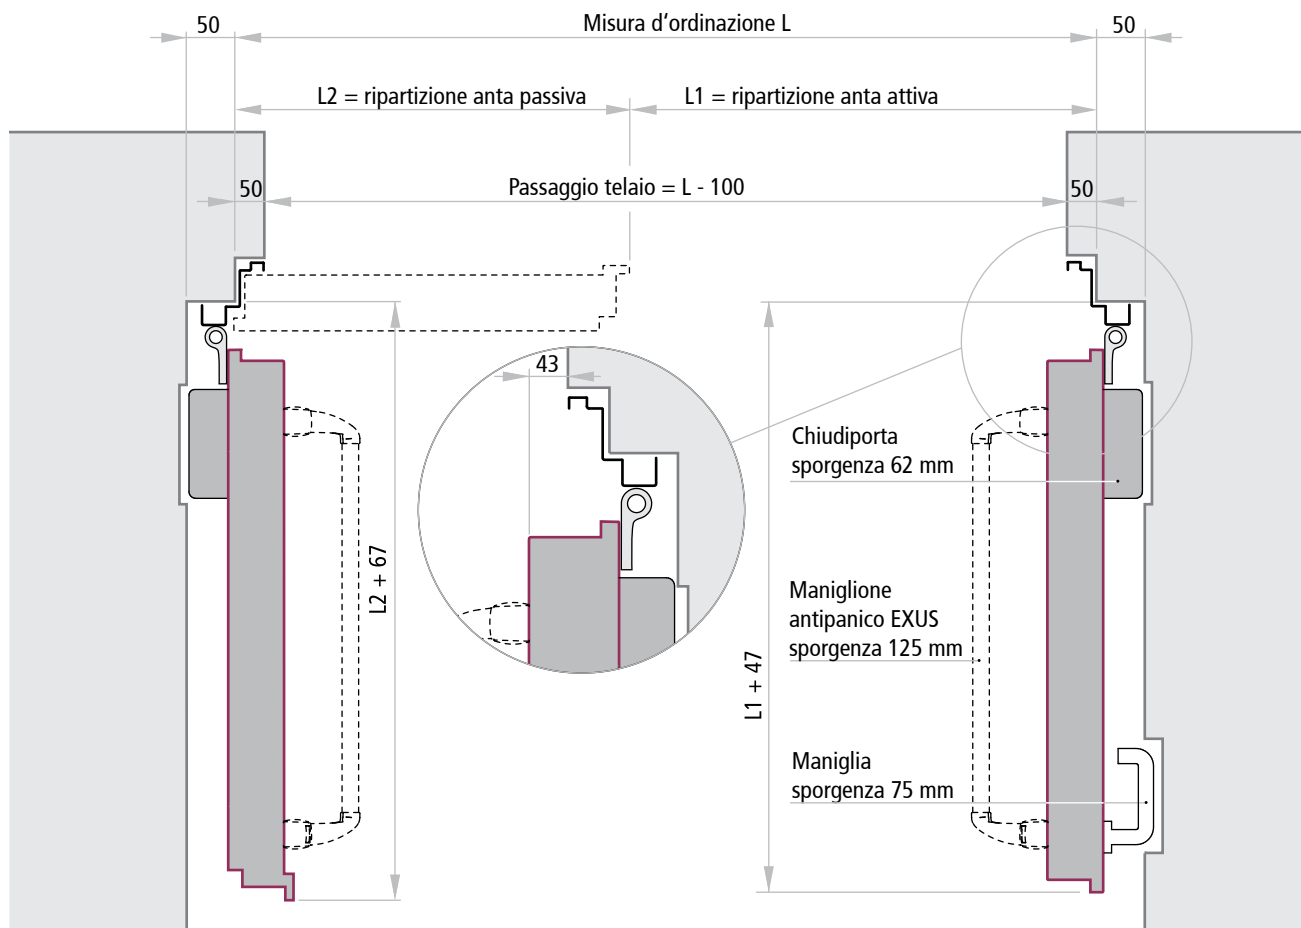 50
Misura d’ordinazione L
50
L2 = ripartizione anta passiva
L1 = ripartizione anta attiva
50
Passaggio telaio = L - 100
50
43
Chiudiporta
sporgenza 62 mm
L2 + 67
Maniglione
antipanico EXUS
sporgenza 125 mm
L1 + 47
Maniglia
sporgenza 75 mm